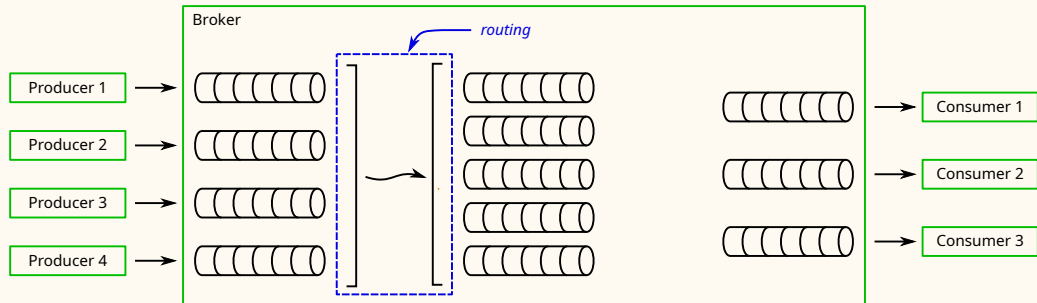 Broker
routing
Producer 1
Producer 2
Producer 3
Producer 4
Consumer 1
Consumer 2
Consumer 3